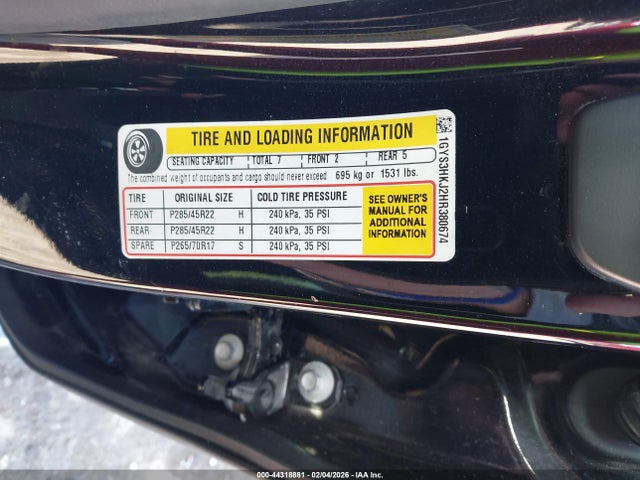 TIRE AND LOADING INFORMATION
SEATING CAPACITY TOTAL 7 FRONT 2 REAR 5
The combined weight of occupants and cargo should never exceed 695 kg or 1531 lbs.
TIRE ORIGINAL SIZE COLD TIRE PRESSURE
FRONT P285/45R22 H 240 kPa, 35 PSI
REAR P285/45R22 H 240 kPa, 35 PSI
SPARE P265/70R17 S 240 kPa, 35 PSI
SEE OWNER'S
MANUAL FOR
ADDITIONAL
INFORMATION
1GYS3HKJ2HR380674
000-44318881 - 02/04/2026 - IAA Inc.